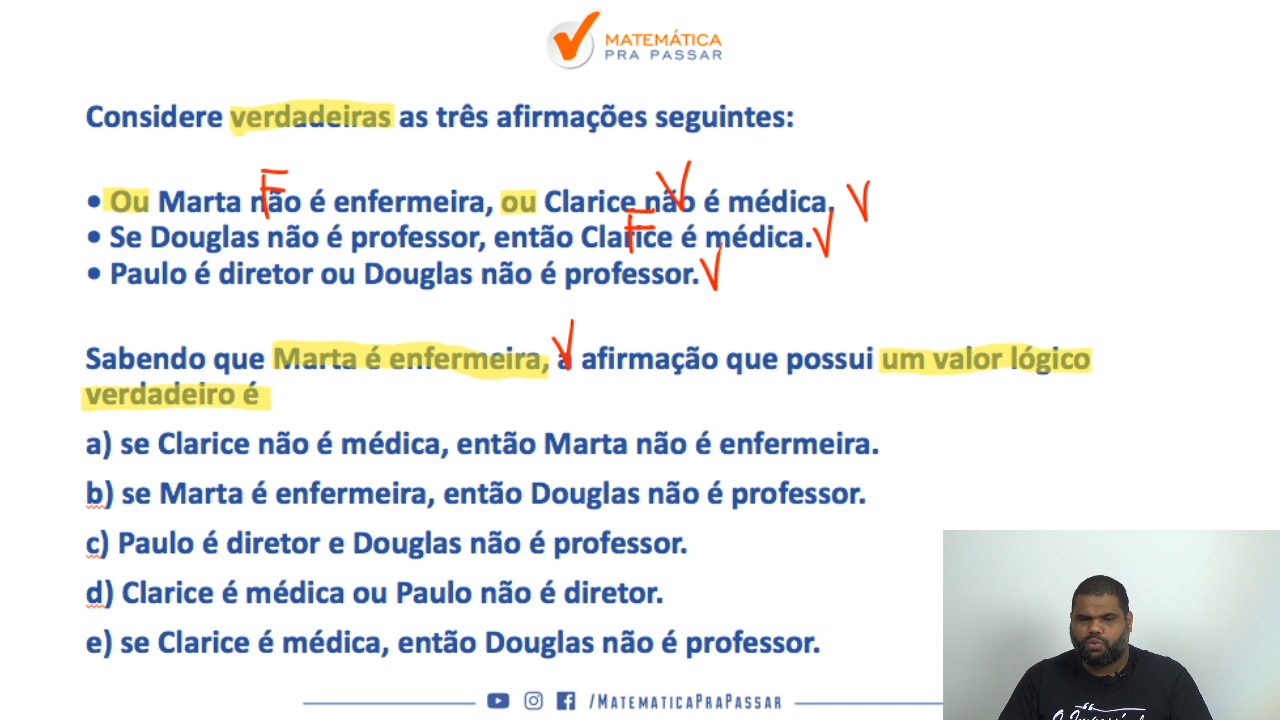 MATEMÁTICA
PRA PASSAR
Considere verdadeiras as três afirmações seguintes:
F V
• Ou Marta não é enfermeira, ou Clarice não é médica. V
F
• Se Douglas não é professor, então Clarice é médica. V
• Paulo é diretor ou Douglas não é professor. V
V
Sabendo que Marta é enfermeira, a afirmação que possui um valor lógico
verdadeiro é
a) se Clarice não é médica, então Marta não é enfermeira.
b) se Marta é enfermeira, então Douglas não é professor.
c) Paulo é diretor e Douglas não é professor.
d) Clarice é médica ou Paulo não é diretor.
e) se Clarice é médica, então Douglas não é professor.
/MatematicaPraPassar